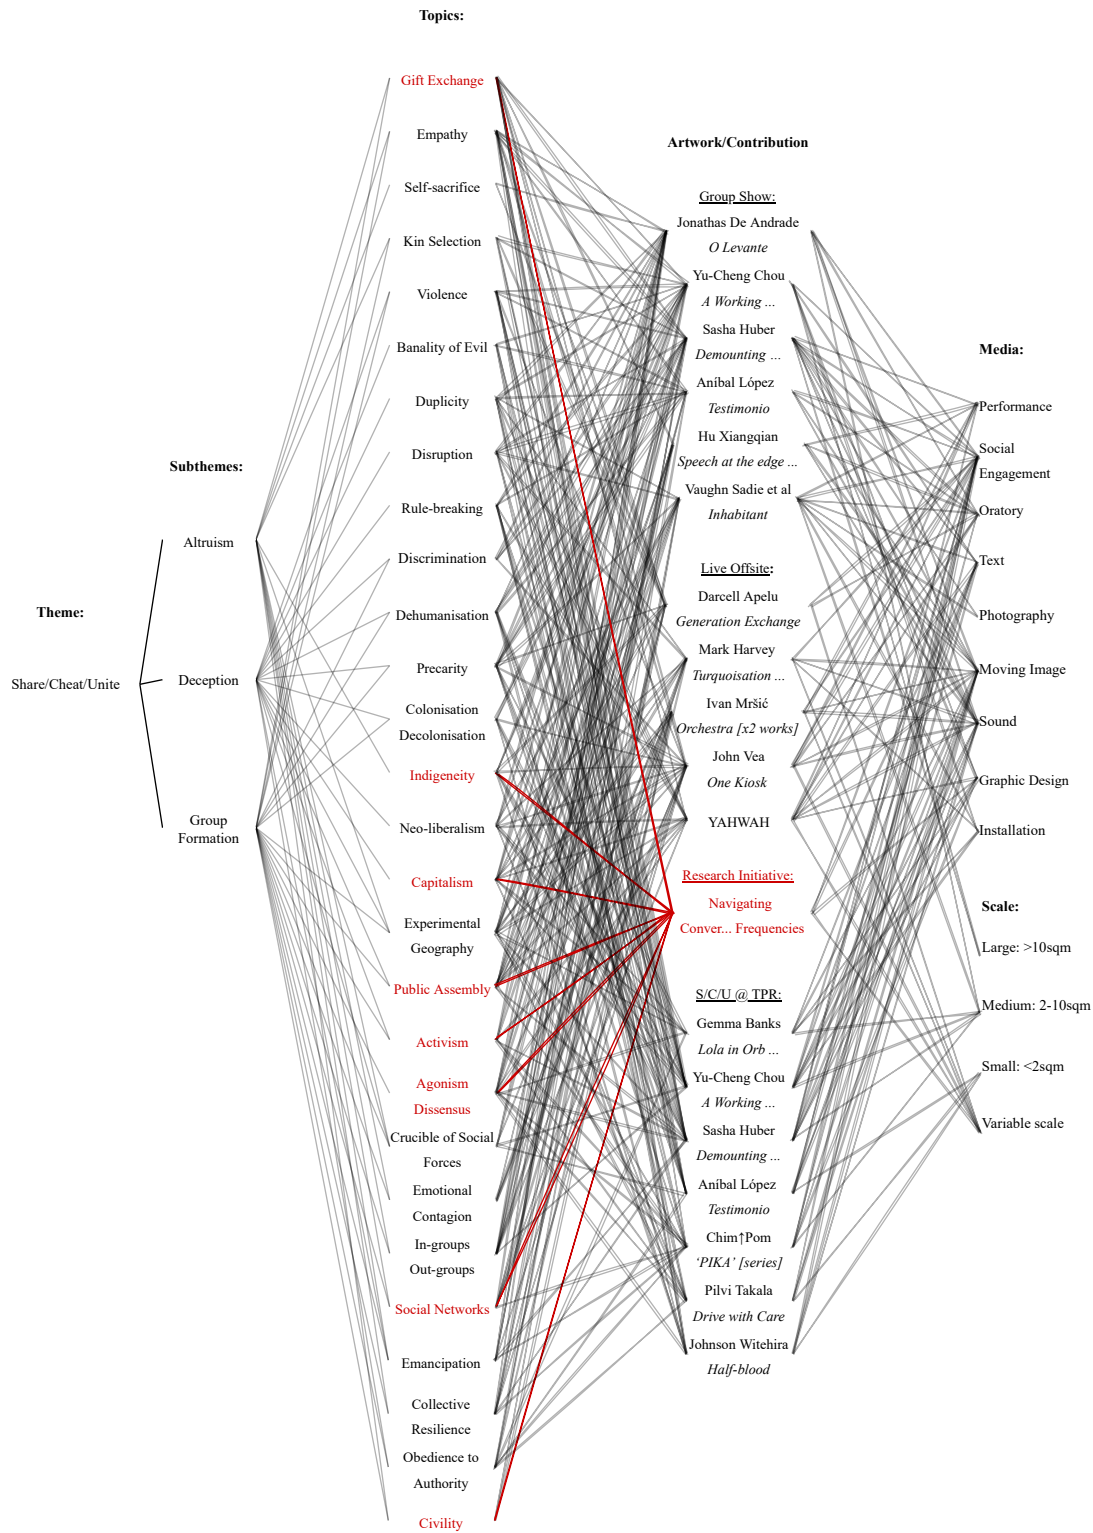 Theme:
Share/Cheat/Unite
Subthemes:
Altruism
Deception
Group
Formation
Topics:
Gift Exchange
Empathy
Self-sacrifice
Kin Selection
Violence
Banality of Evil
Duplicity
Disruption
Rule-breaking
Discrimination
Dehumanisation
Precarity
Colonisation
Decolonisation
Indigeneity
Neo-liberalism
Capitalism
Experimental
Geography
Public Assembly
Activism
Agonism
Dissensus
Crucible of Social
Forces
Emotional
Contagion
In-groups
Out-groups
Social Networks
Emancipation
Collective
Resilience
Obedience to
Authority
Civility
Artwork/Contribution
Group Show:
Jonathas De Andrade
O Levante
Yu-Cheng Chou
A Working ...
Sasha Huber
Demounting ...
Aníbal López
Testimonio
Hu Xiangqian
Speech at the edge ...
Vaughn Sadie et al
Inhabitant
Live Offsite:
Darcell Apelu
Generation Exchange
Mark Harvey
Turquoisation ...
Ivan Mršić
Orchestra [x2 works]
John Vea
One Kiosk
YAHWAH
Research Initiative:
Navigating
Conver... Frequencies
S/C/U @ TPR:
Gemma Banks
Lola in Orb ...
Yu-Cheng Chou
A Working ...
Sasha Huber
Demounting ...
Aníbal López
Testimonio
Chim↑Pom
‘PIKA’ [series]
Pilvi Takala
Drive with Care
Johnson Witehira
Half-blood
Media:
Performance
Social
Engagement
Oratory
Text
Photography
Moving Image
Sound
Graphic Design
Installation
Scale:
Large: >10sqm
Medium: 2-10sqm
Small: <2sqm
Variable scale